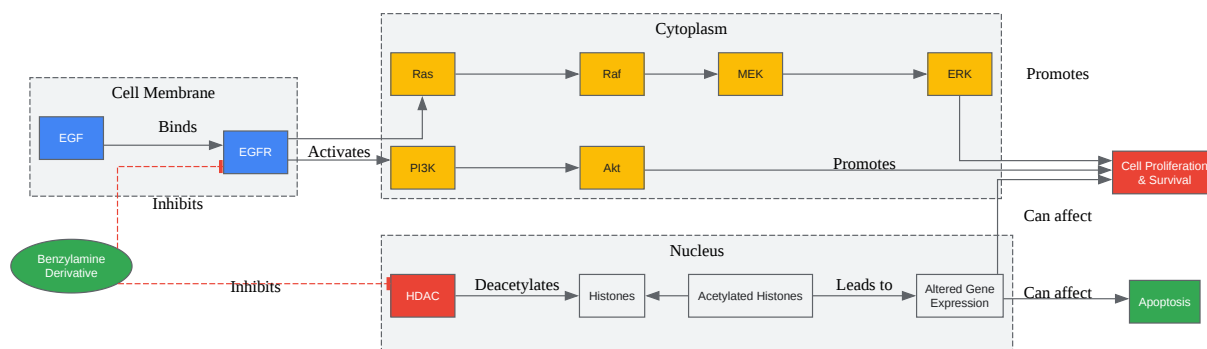 Cytoplasm
Ras
Raf
MEK
ERK
Promotes
Cell Membrane
EGF
Binds
EGFR
Activates
PI3K
Akt
Promotes
Cell Proliferation
& Survival
Inhibits
Can affect
Benzylamine
Derivative
Inhibits
Nucleus
HDAC
Deacetylates
Histones
Acetylated Histones
Leads to
Altered Gene
Expression
Can affect
Apoptosis